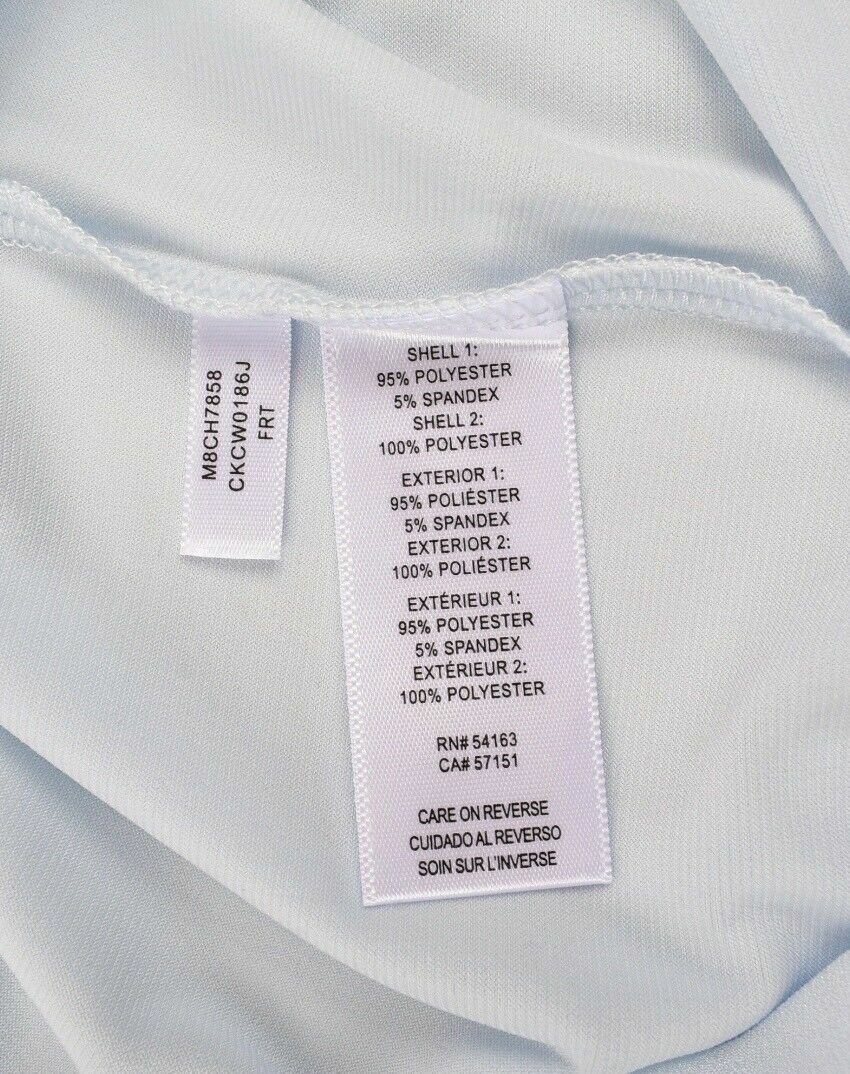 M8CH7858
CKCW0186J
FRT
SHELL 1:
95% POLYESTER
5% SPANDEX
SHELL 2:
100% POLYESTER
EXTERIOR 1:
95% POLIÉSTER
5% SPANDEX
EXTERIOR 2:
100% POLIÉSTER
EXTÉRIEUR 1:
95% POLYESTER
5% SPANDEX
EXTÉRIEUR 2:
100% POLYESTER
RN# 54163
CA# 57151
CARE ON REVERSE
CUIDADO AL REVERSO
SOIN SUR L'INVERSE